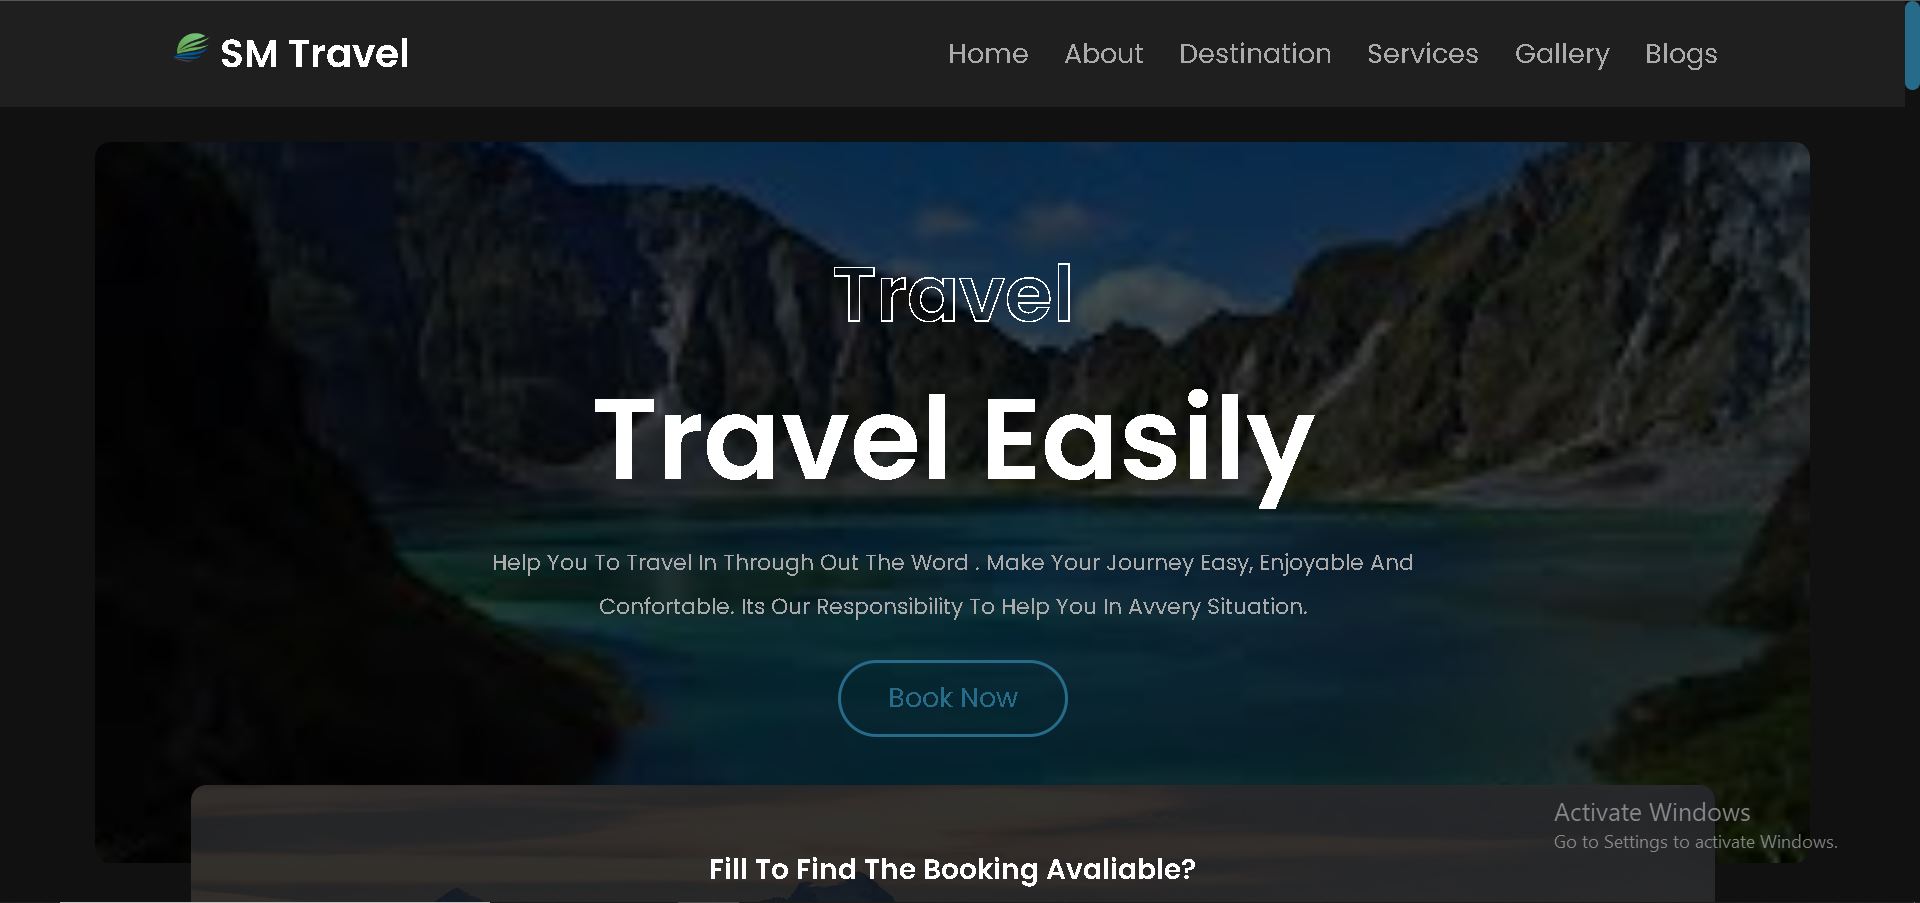 SM Travel
Home About Destination Services Gallery Blogs
Travel
Travel Easily
Help You To Travel In Through Out The Word . Make Your Journey Easy, Enjoyable And
Confortable. Its Our Responsibility To Help You In Avvery Situation.
Book Now
Activate Windows
Go to Settings to activate Windows.
Fill To Find The Booking Avaliable?